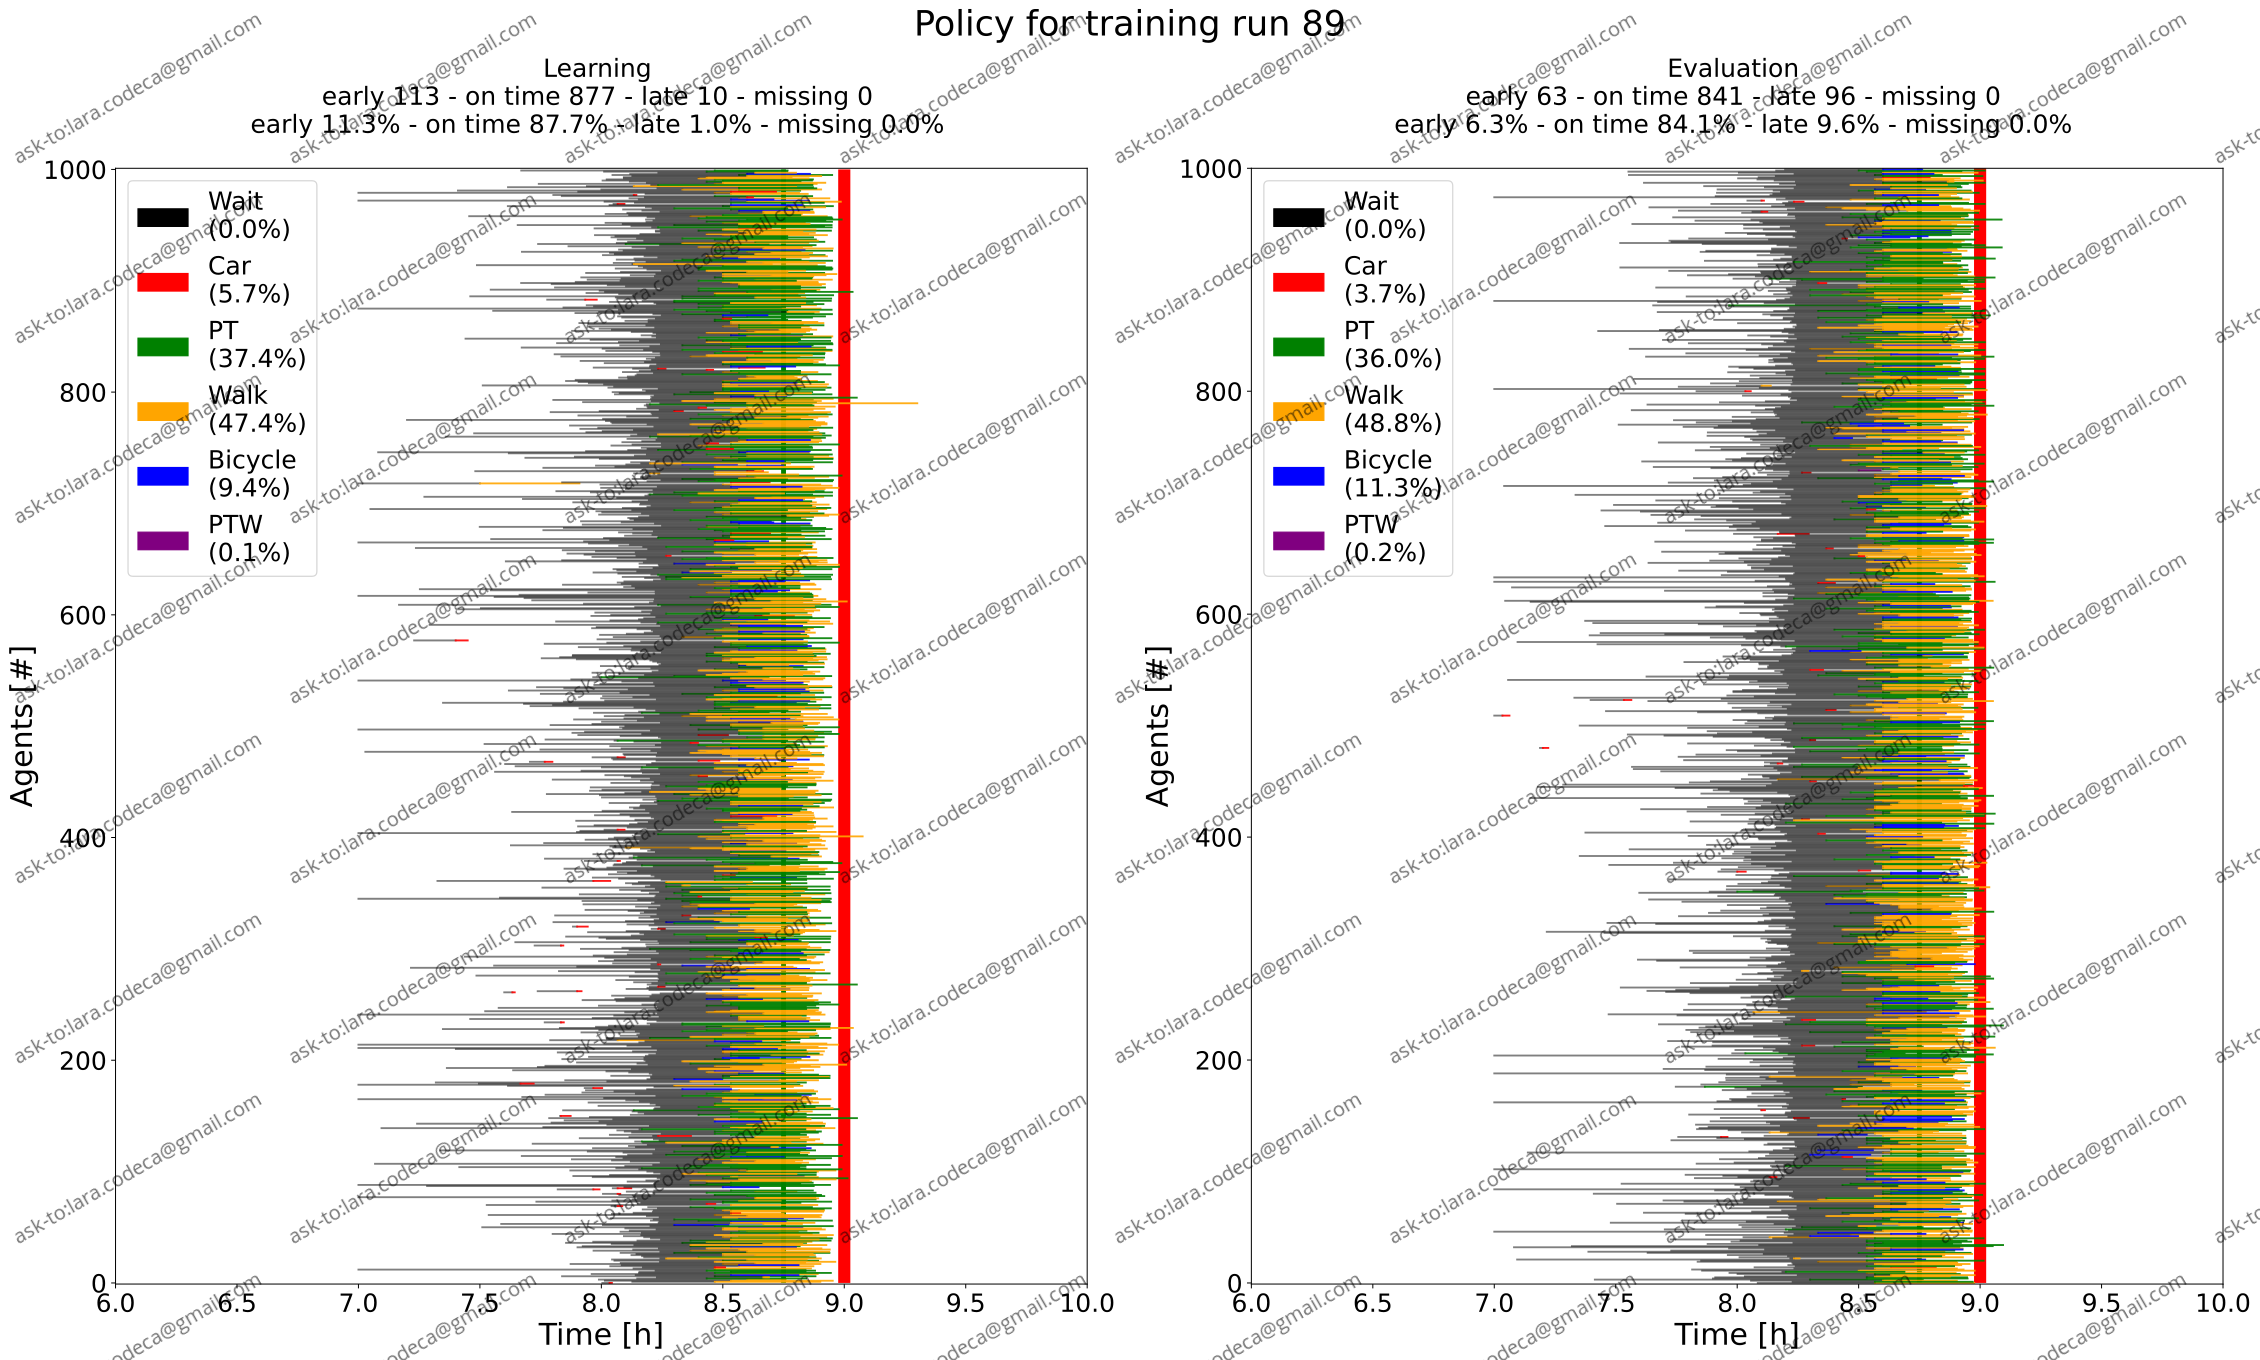 Policy for training run 89
Learning
early 113 - on time 877 - late 10 - missing 0
early 11.3% - on time 87.7% - late 1.0% - missing 0.0%
Agents [#]
1000
800
600
400
200
0
Wait
(0.0%)
Car
(5.7%)
PT
(37.4%)
Walk
(47.4%)
Bicycle
(9.4%)
PTW
(0.1%)
6.0 6.5 7.0 7.5 8.0 8.5 9.0 9.5 10.0
Time [h]
Evaluation
early 63 - on time 841 - late 96 - missing 0
early 6.3% - on time 84.1% - late 9.6% - missing 0.0%
Agents [#]
1000
800
600
400
200
0
Wait
(0.0%)
Car
(3.7%)
PT
(36.0%)
Walk
(48.8%)
Bicycle
(11.3%)
PTW
(0.2%)
6.0 6.5 7.0 7.5 8.0 8.5 9.0 9.5 10.0
Time [h]
ask-to:lara.codeca@gmail.com